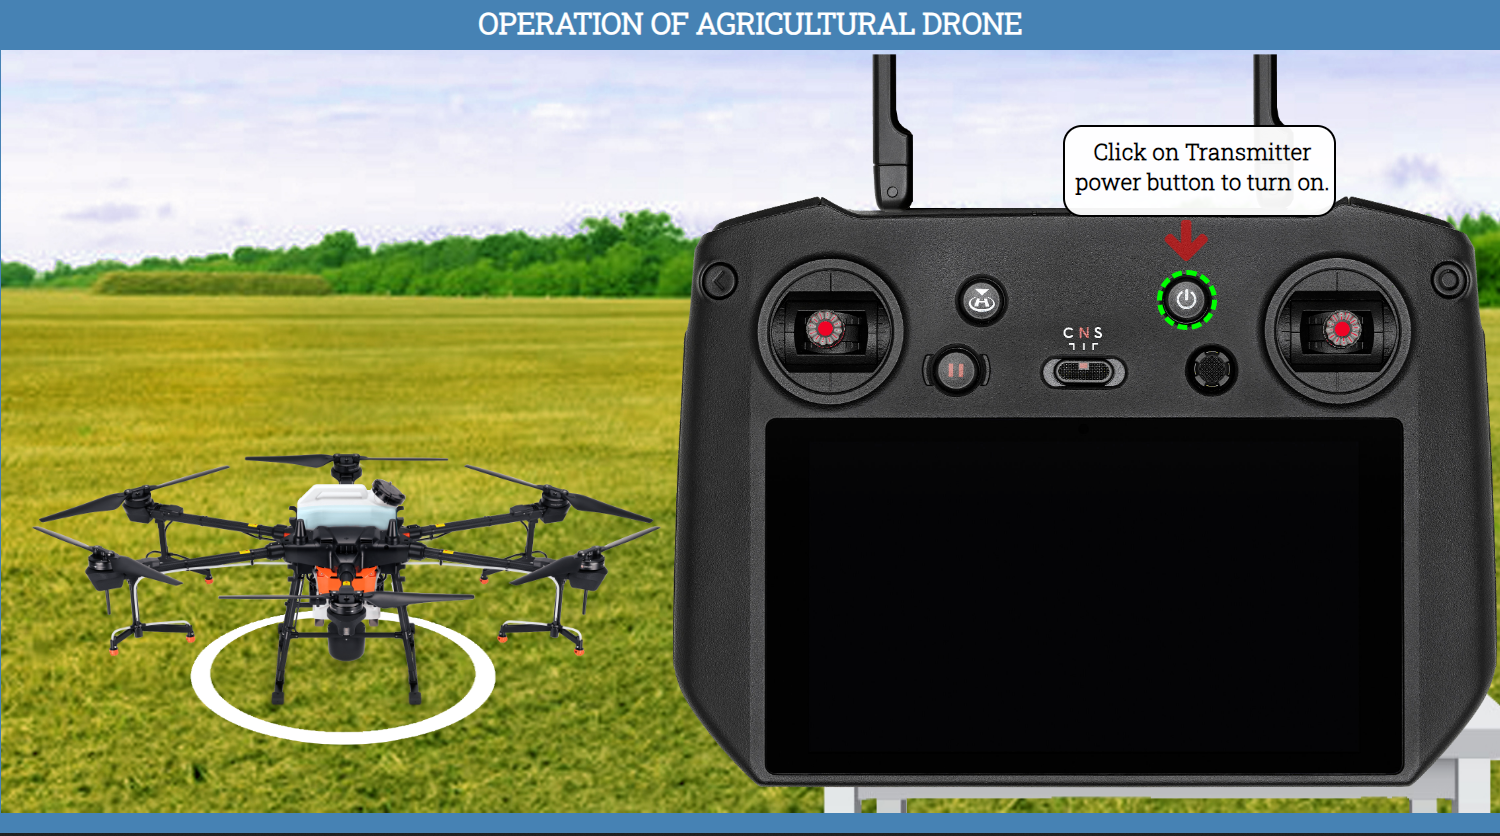 OPERATION OF AGRICULTURAL DRONE
Click on Transmitter
power button to turn on.
C N S